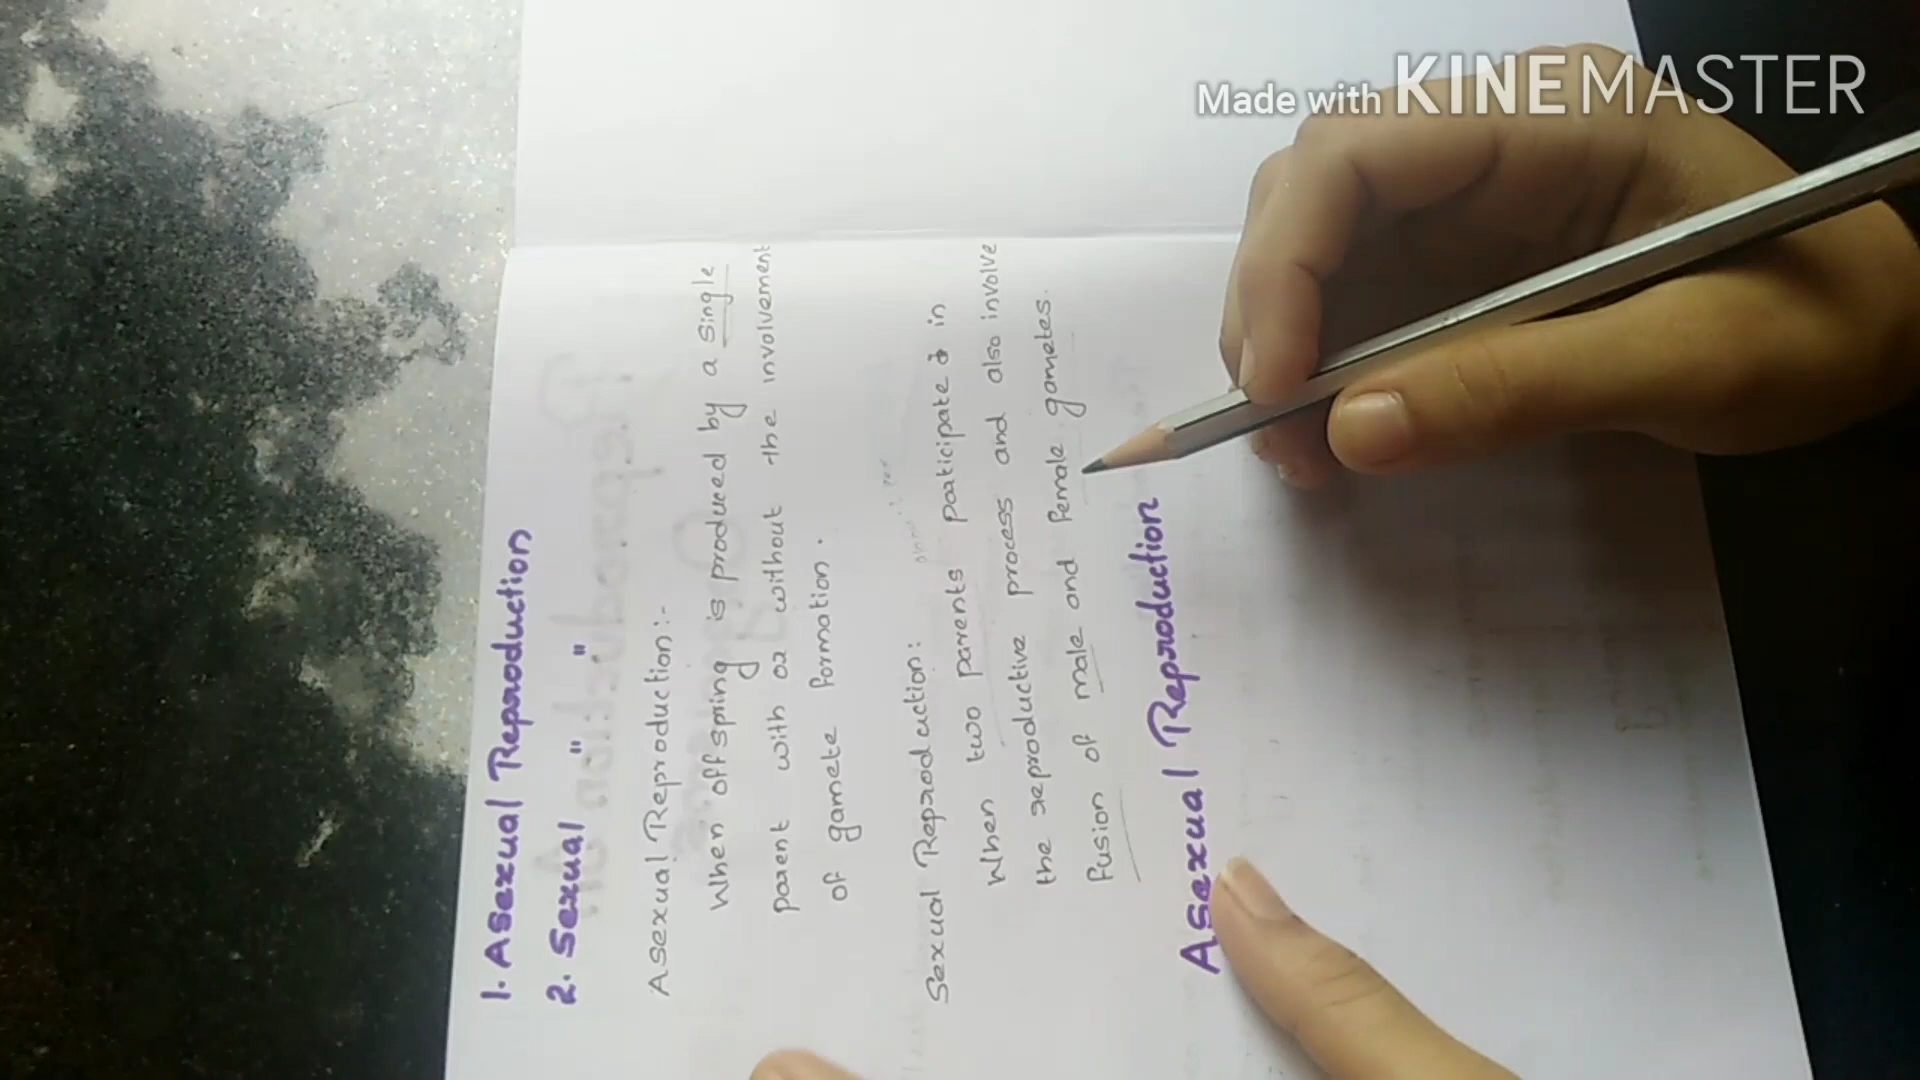 Made with KINEMASTER
1. Asexual Reproduction
2. Sexual " "
Asexual Reproduction:-
When offspring is produced by a single
parent with or without the involvement
of gamete formation.
Sexual Reproduction:
When two parents participate in
the reproductive process and also involve
fusion of male and female gametes.
Asexual Reproduction